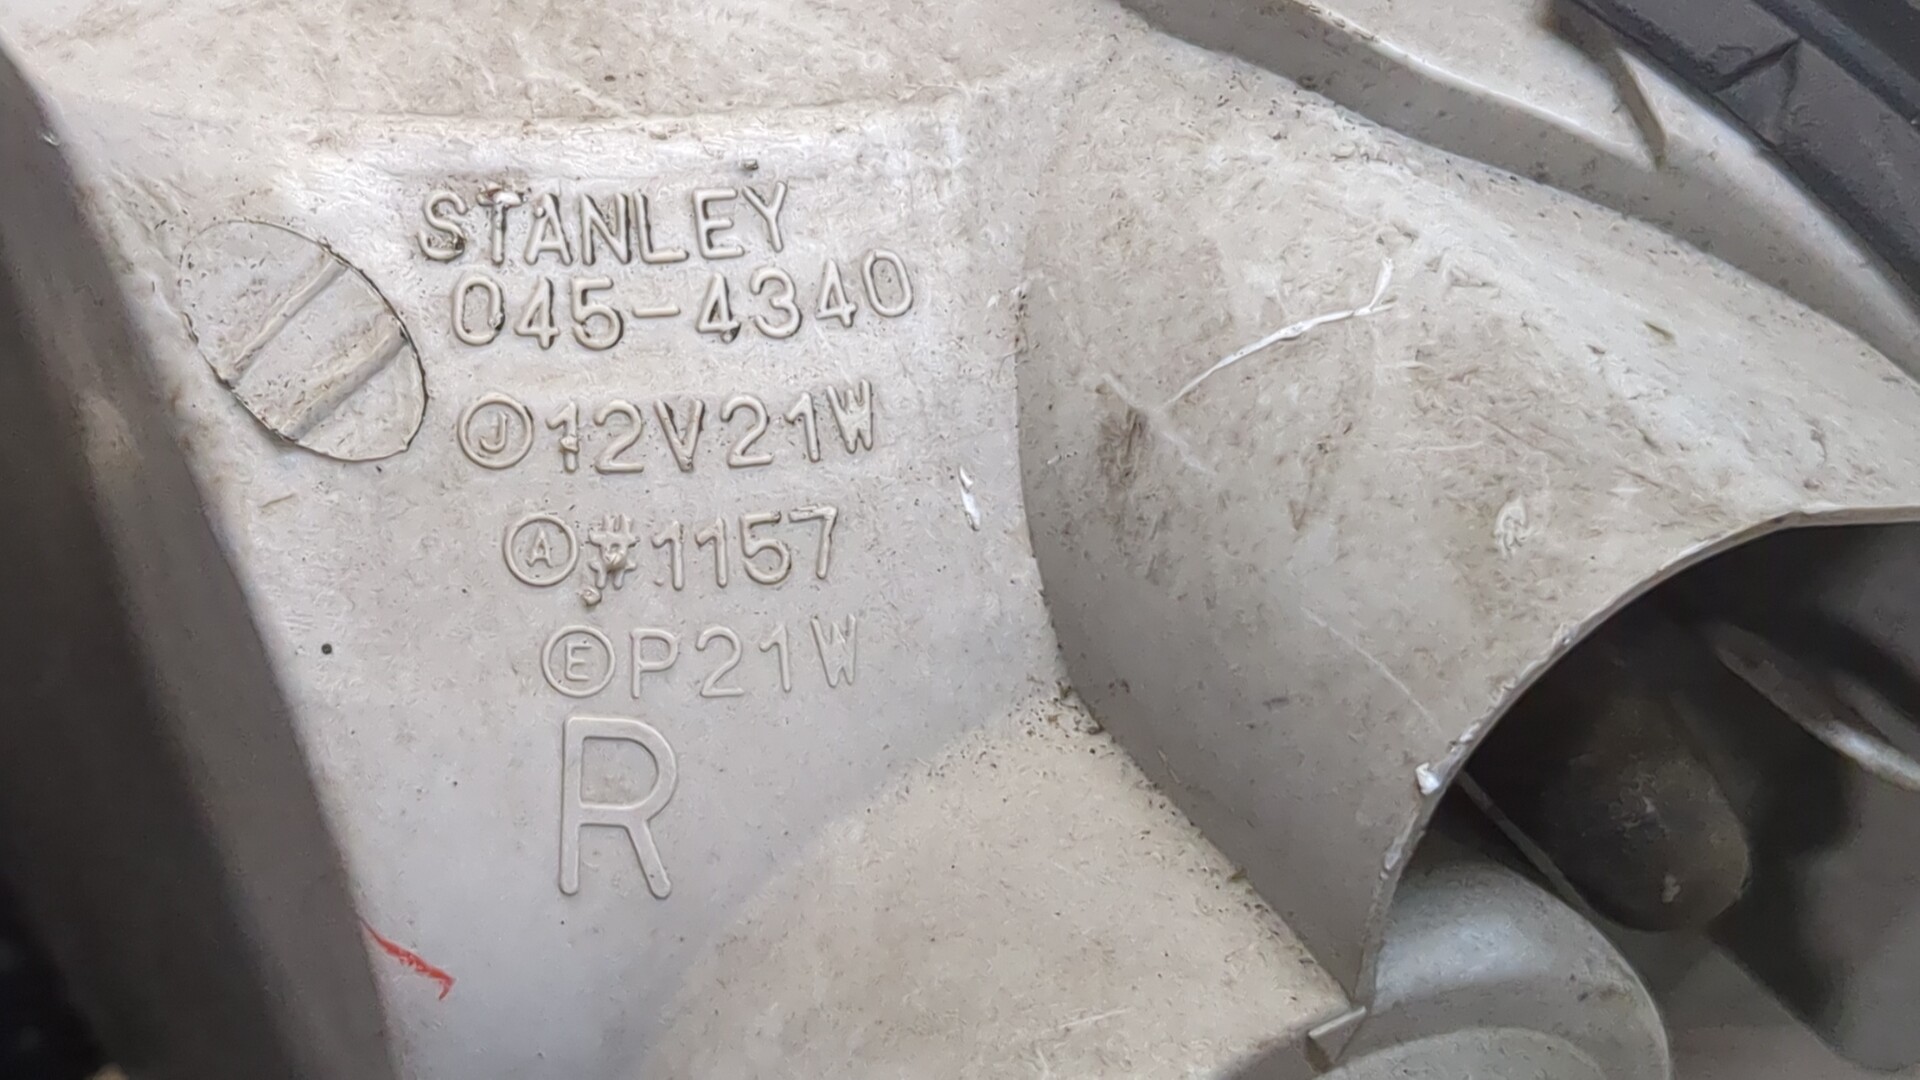 STANLEY
045-4340
Ⓙ12V21W
Ⓐ#1157
ⒺP21W
R